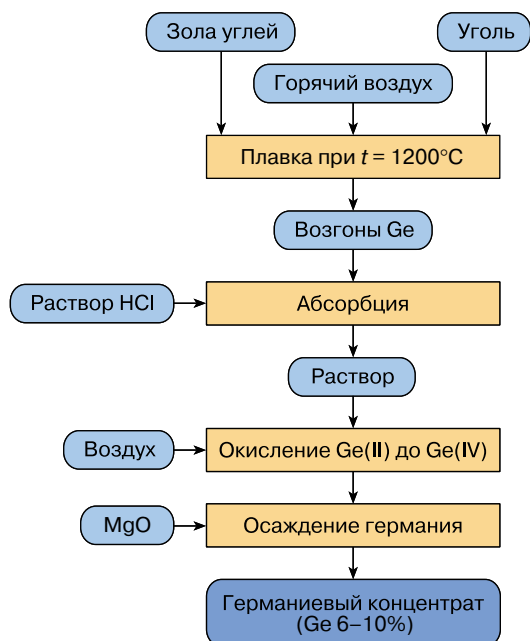 Зола углей
Уголь
Горячий воздух
Плавка при t = 1200°C
Возгоны Ge
Раствор HCl
Абсорбция
Раствор
Воздух
Окисление Ge(II) до Ge(IV)
MgO
Осаждение германия
Германиевый концентрат
(Ge 6–10%)